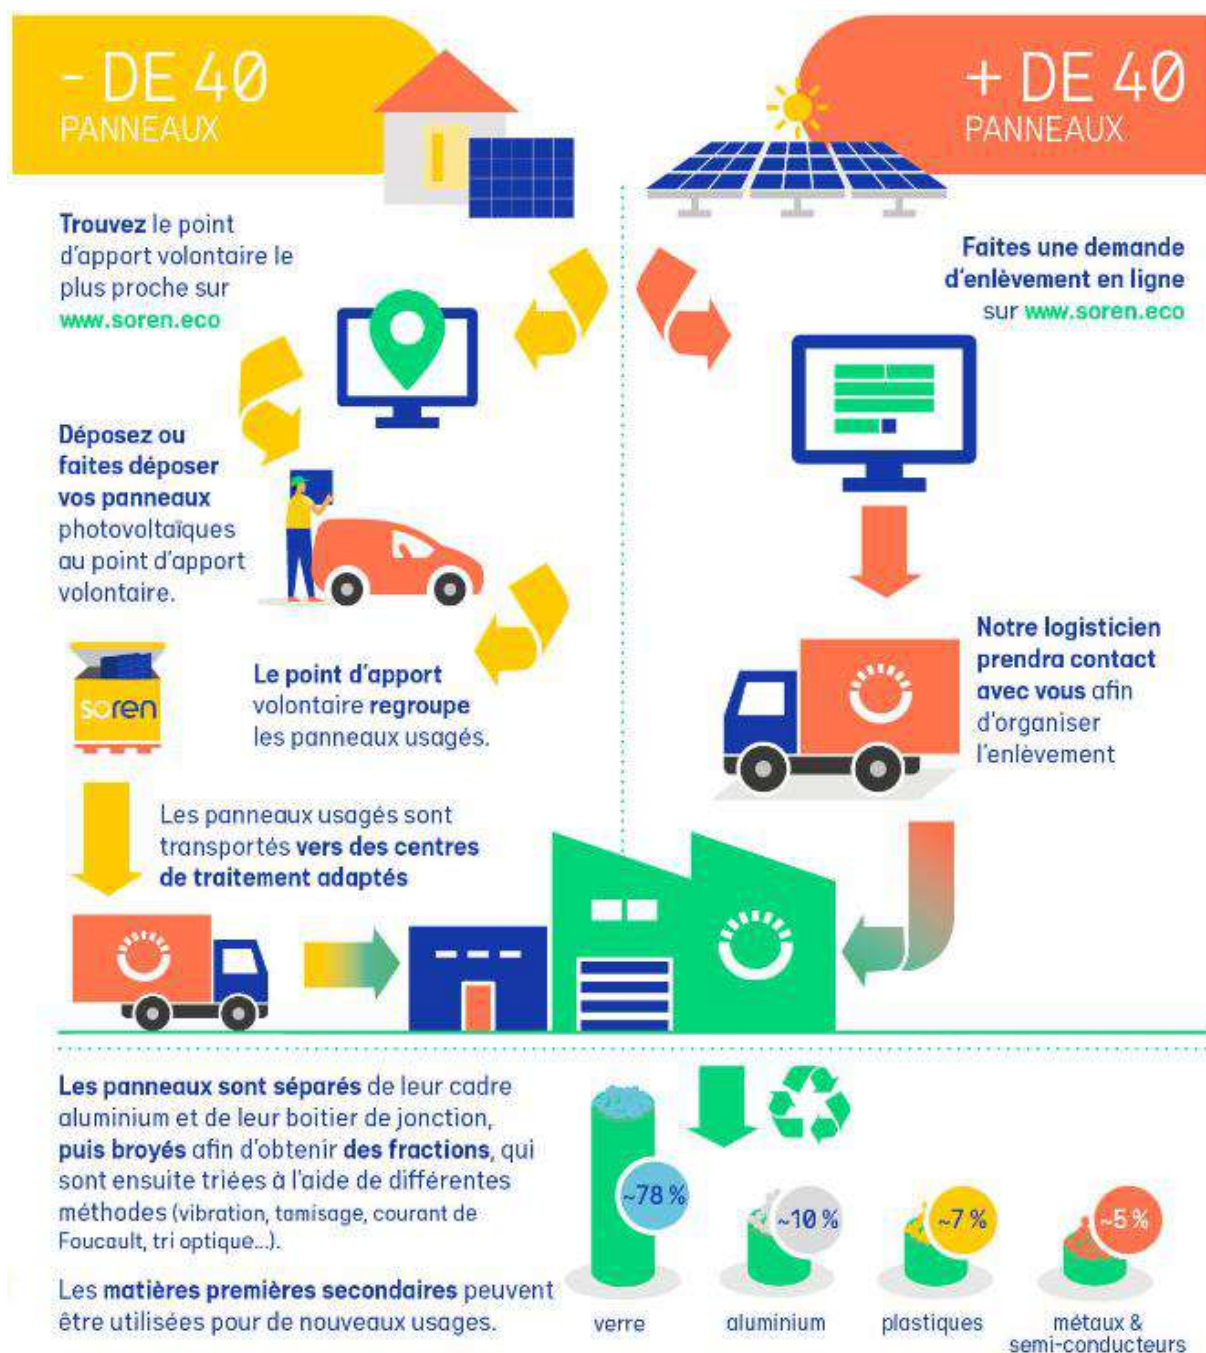 - DE 40
PANNEAUX
+ DE 40
PANNEAUX
Trouvez le point
d'apport volontaire le
plus proche sur
www.soren.eco
Faites une demande
d'enlèvement en ligne
sur www.soren.eco
Déposez ou
faites déposer
vos panneaux
photovoltaïques
au point d'apport
volontaire.
soren
Le point d'apport
volontaire regroupe
les panneaux usagés.
Notre logisticien
prendra contact
avec vous afin
d'organiser
l'enlèvement
Les panneaux usagés sont
transportés vers des centres
de traitement adaptés
Les panneaux sont séparés de leur cadre
aluminium et de leur boitier de jonction,
puis broyés afin d'obtenir des fractions, qui
sont ensuite triées à l'aide de différentes
méthodes (vibration, tamisage, courant de
Foucault, tri optique...).
Les matières premières secondaires peuvent
être utilisées pour de nouveaux usages.
~78 %
~10 %
~7 %
~5 %
verre
aluminium
plastiques
métaux &
semi-conducteurs